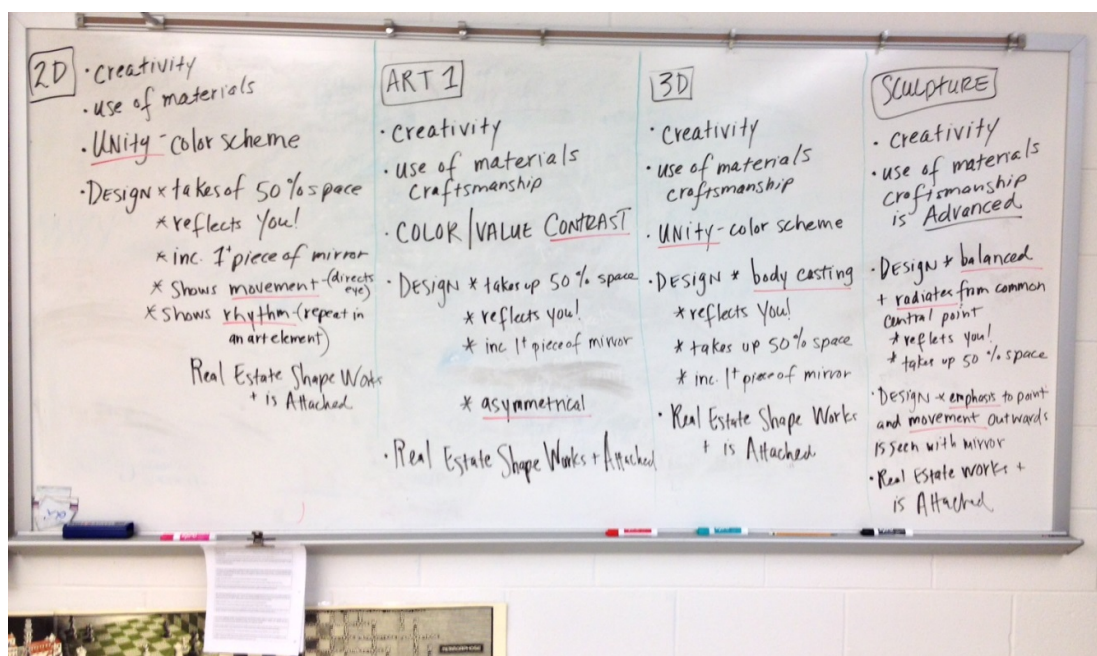 2D
• creativity
• use of materials
• UNity - color scheme
• DESIGN * takes of 50% space
* reflects You!
* inc. 1+ piece of mirror
* Shows movement - (directs eye)
* Shows rhythm - (repeat in
an art element)
Real Estate Shape Works
+ is Attached
ART 1
• creativity
• use of materials
craftsmanship
• COLOR/VALUE CONTRAST
• DESIGN * takes up 50% space
* reflects you!
* inc 1+ piece of mirror
* asymmetrical
• Real Estate Shape Works + Attached
3D
• creativity
• use of materials
craftsmanship
• UNity - color scheme
• DESIGN * body casting
* reflects You!
* takes up 50% space
* inc. 1+ piece of mirror
• Real Estate Shape Works
+ is Attached
SCULPTURE
• creativity
• use of materials
craftsmanship
is Advanced
• DESIGN * balanced
+ radiates from common
central point
* reflets you!
* takes up 50% space
• DESIGN * emphasis to point
and movement outwards
is seen with mirror
• Real Estate works +
is Attached